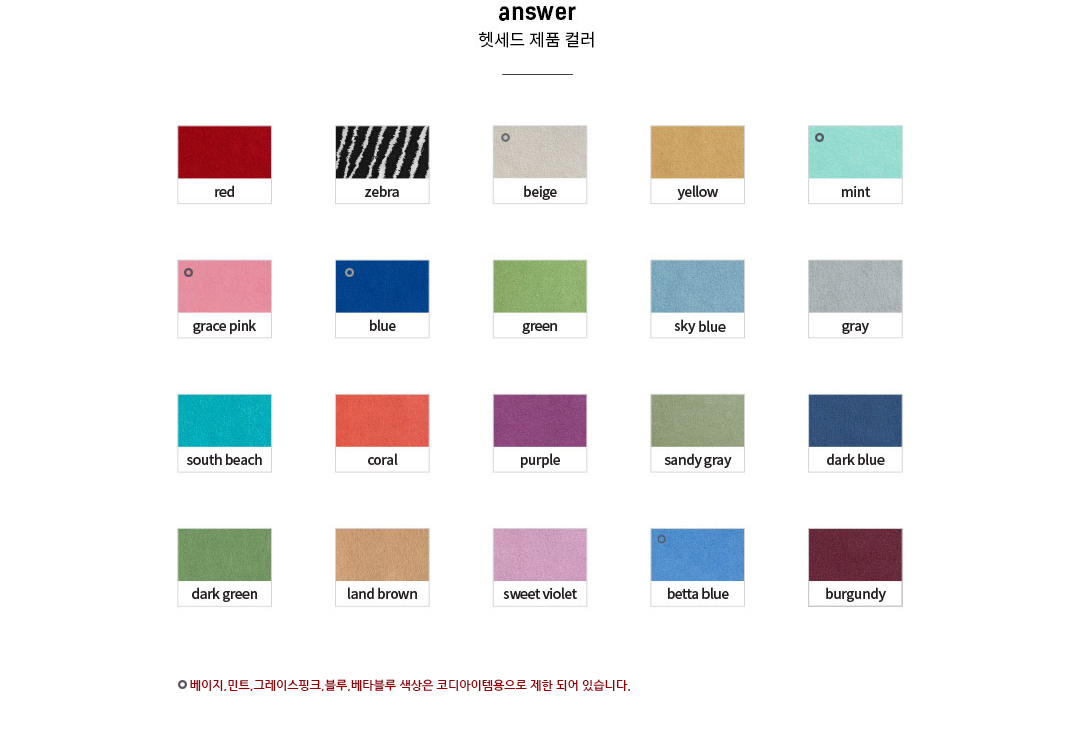 answer
헷세드 제품 컬러
red
zebra
beige
yellow
mint
grace pink
blue
green
sky blue
gray
south beach
coral
purple
sandy gray
dark blue
dark green
land brown
sweet violet
betta blue
burgundy
베이지,민트,그레이스핑크,블루,베타블루 색상은 코디아이템용으로 제한 되어 있습니다.